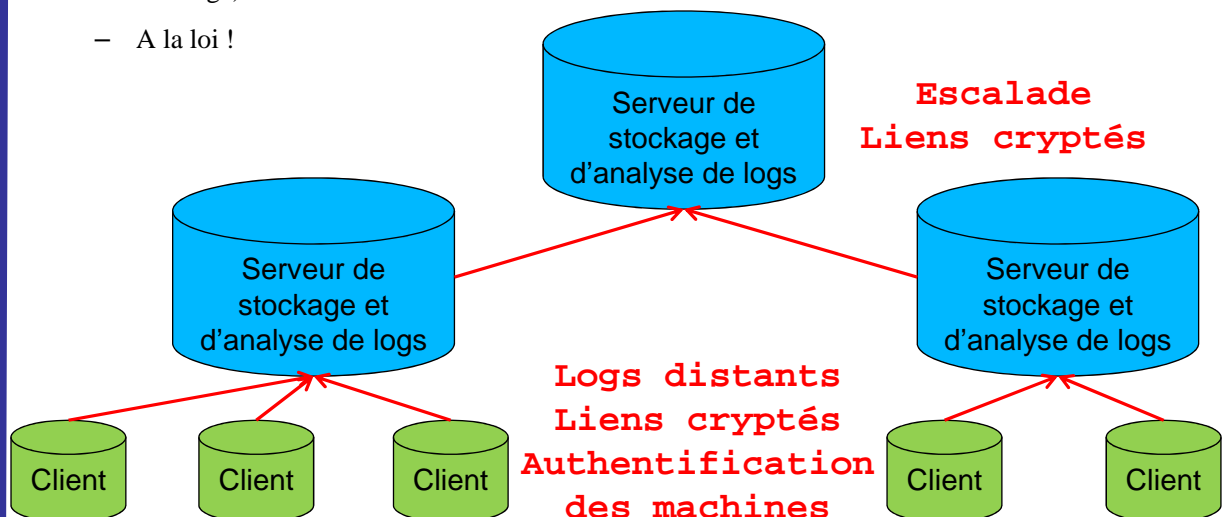 – A la loi !
Serveur de
stockage et
d'analyse de logs
Escalade
Liens cryptés
Serveur de
stockage et
d'analyse de logs
Serveur de
stockage et
d'analyse de logs
Logs distants
Liens cryptés
Authentification
des machines
Client
Client
Client
Client
Client